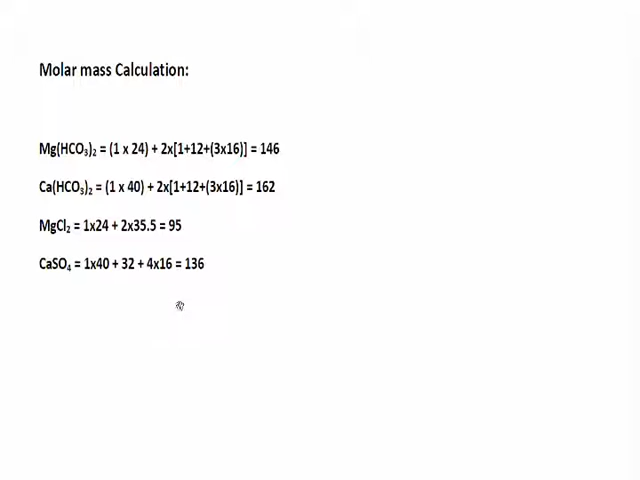 Molar mass Calculation:
Mg(HCO₃)₂ = (1 x 24) + 2x[1+12+(3x16)] = 146
Ca(HCO₃)₂ = (1 x 40) + 2x[1+12+(3x16)] = 162
MgCl₂ = 1x24 + 2x35.5 = 95
CaSO₄ = 1x40 + 32 + 4x16 = 136